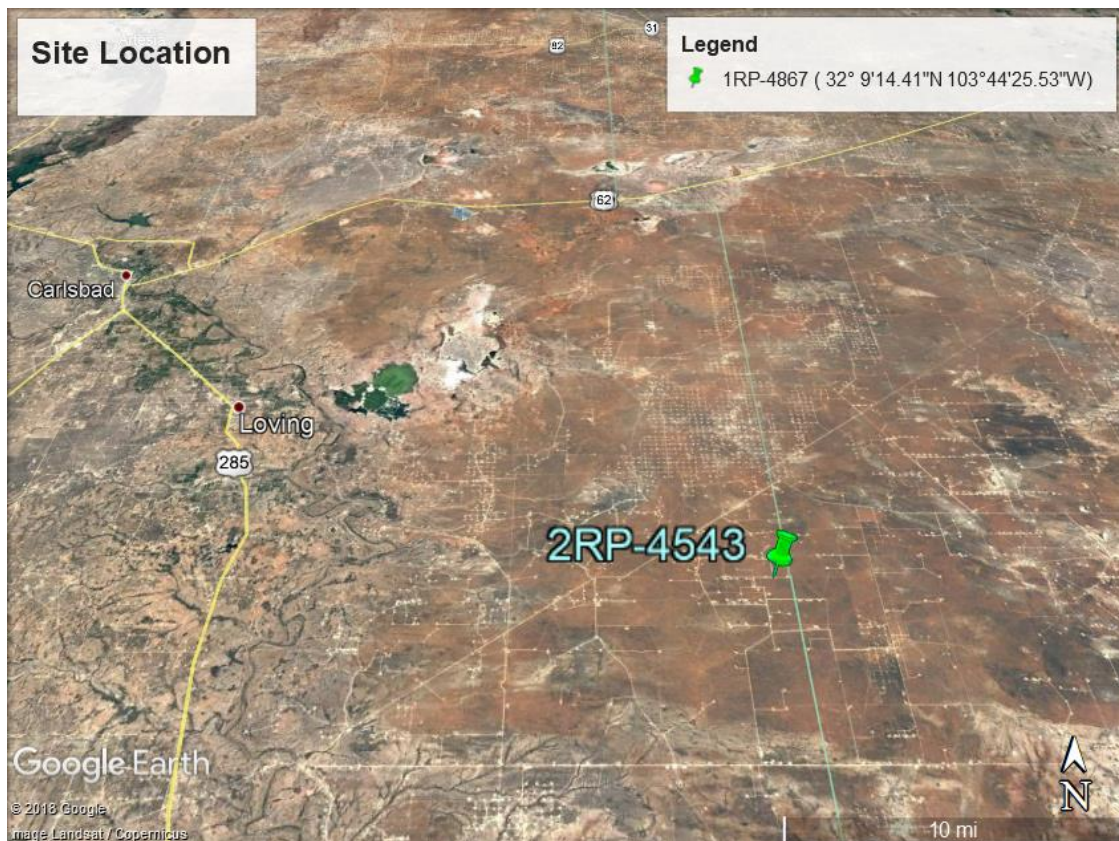 Site Location
Legend
1RP-4867 ( 32° 9'14.41"N 103°44'25.53"W)
82
31
62
Carlsbad
Loving
285
2RP-4543
Google Earth
© 2018 Google
mage Landsat / Copernicus
N
10 mi